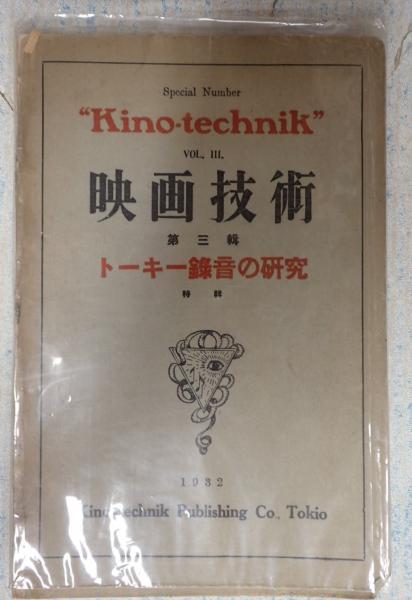 Special Number
"Kino-technik"
VOL. III.
映画技術
第三輯
トーキー錄音の研究
特輯
1932
Kino-technik Publishing Co., Tokio